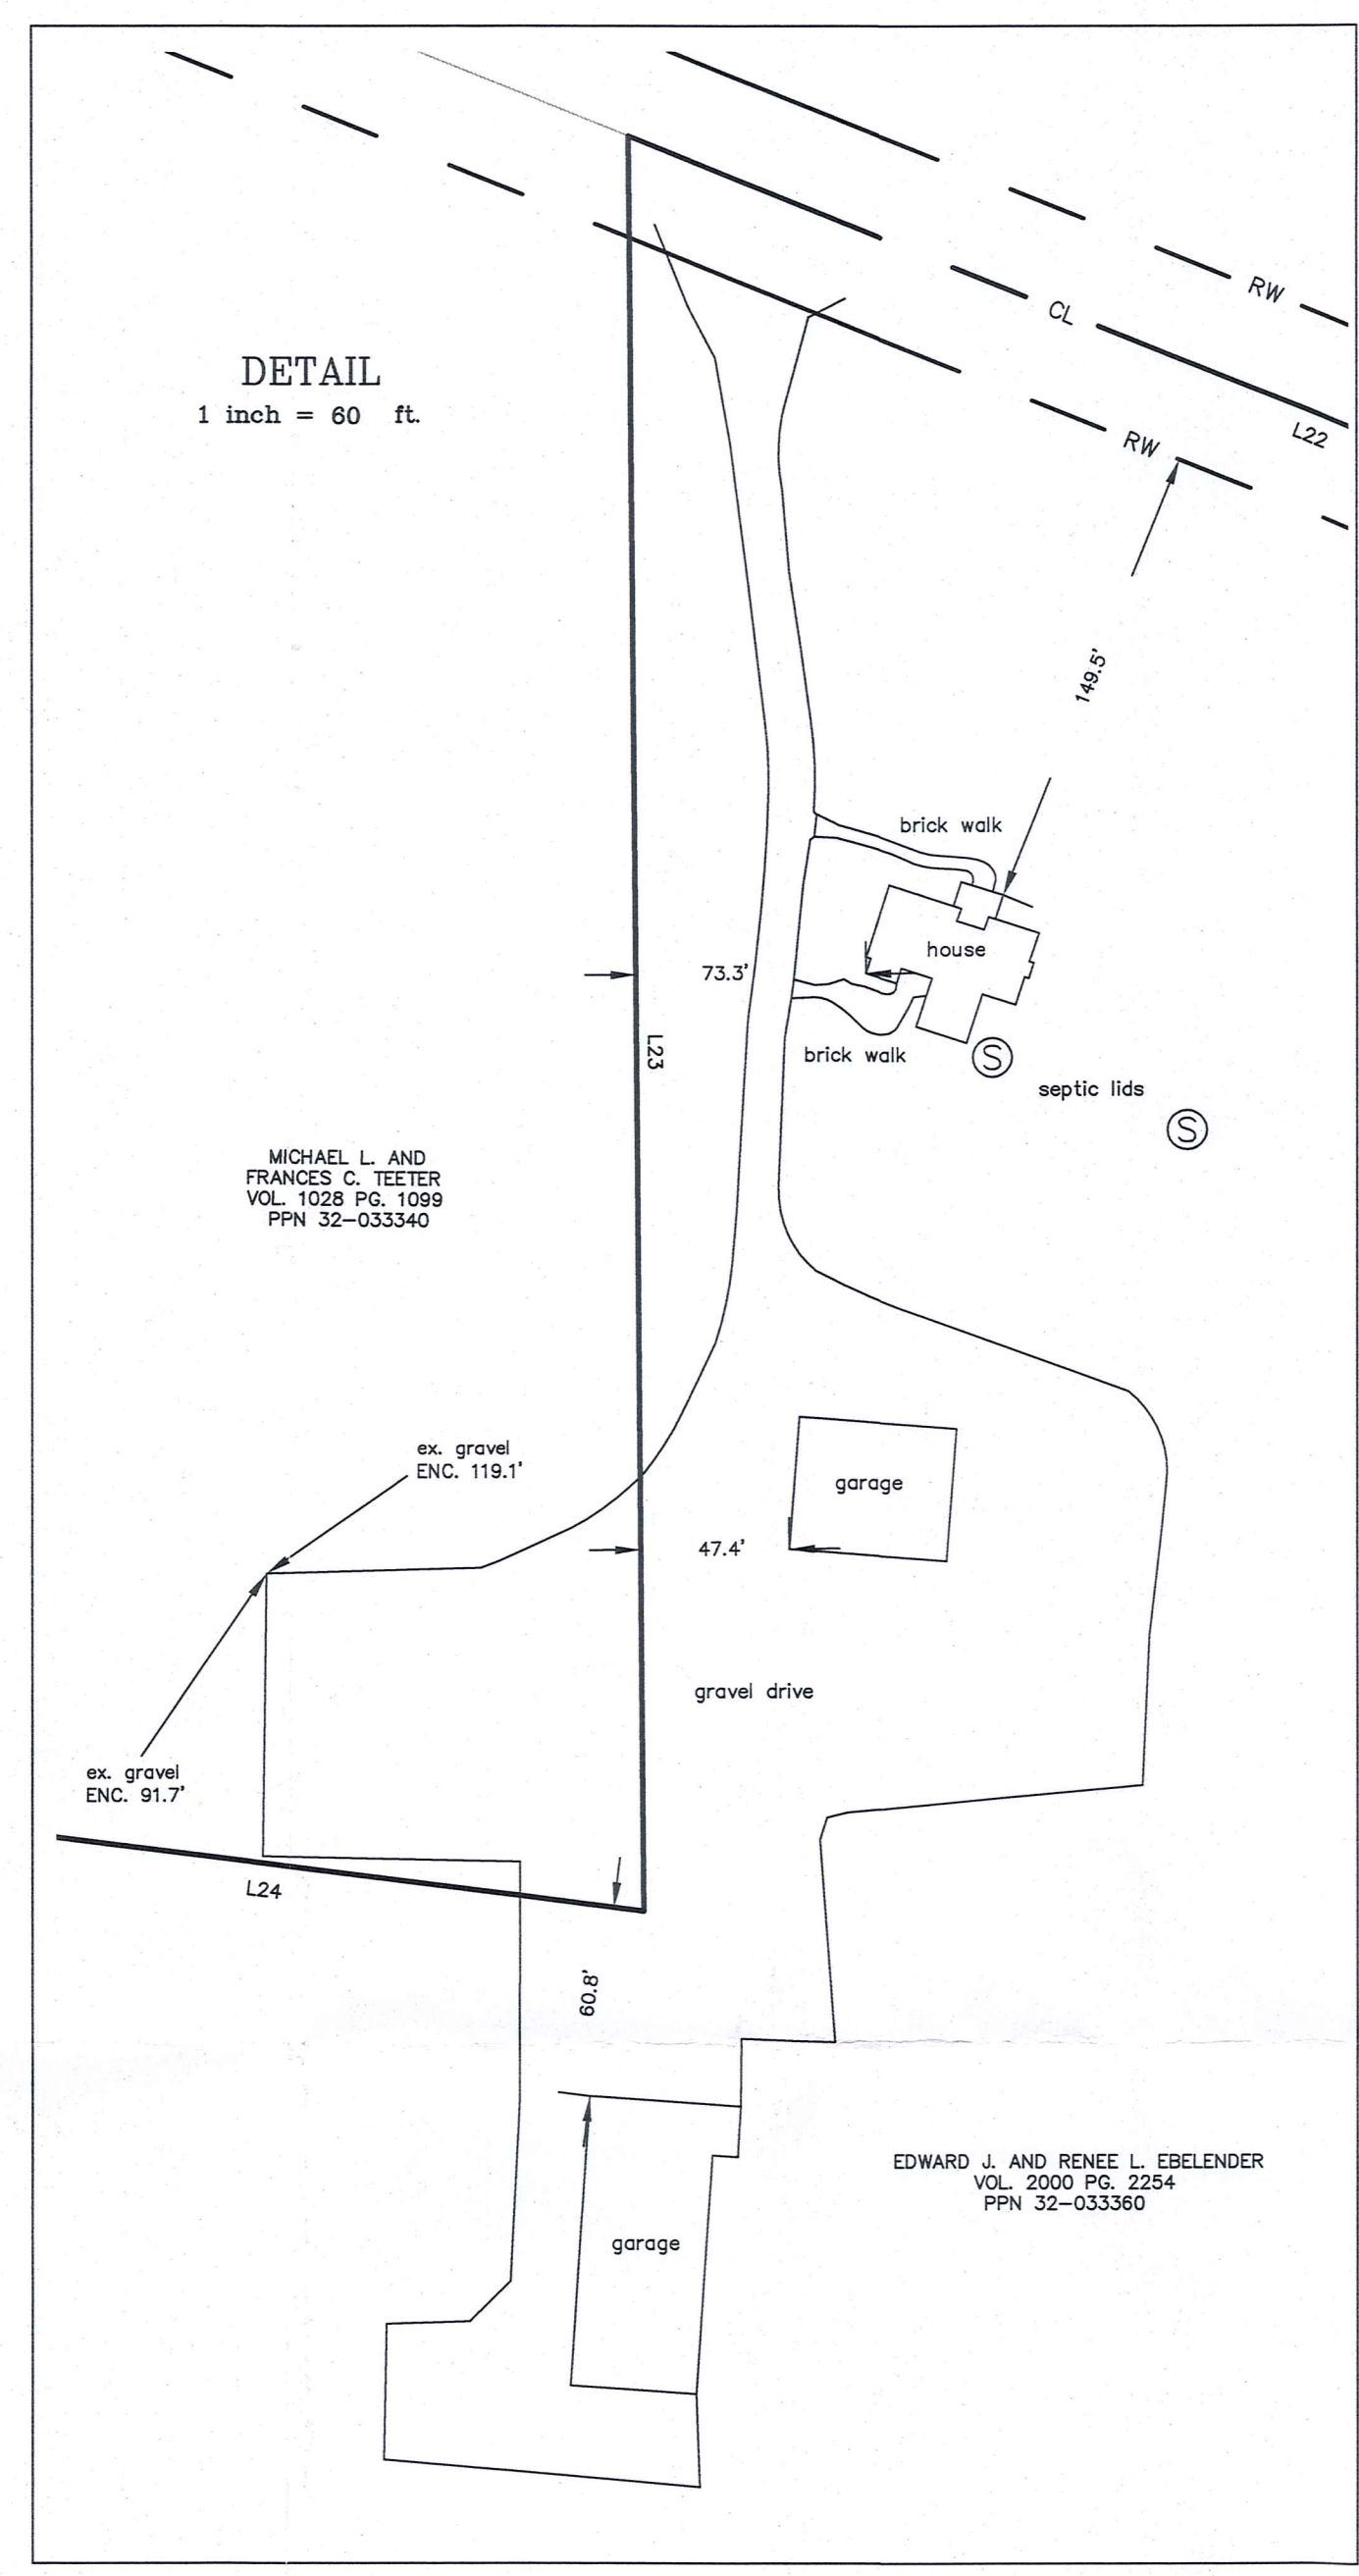 RW
CL
DETAIL
1 inch = 60 ft.
L22
RW
149.5'
brick walk
house
73.3'
L23
brick walk
septic lids
S
S
MICHAEL L. AND
FRANCES C. TEETER
VOL. 1028 PG. 1099
PPN 32-033340
ex. gravel
ENC. 119.1'
garage
47.4'
gravel drive
ex. gravel
ENC. 91.7'
L24
60.8'
EDWARD J. AND RENEE L. EBELENDER
VOL. 2000 PG. 2254
PPN 32-033360
garage